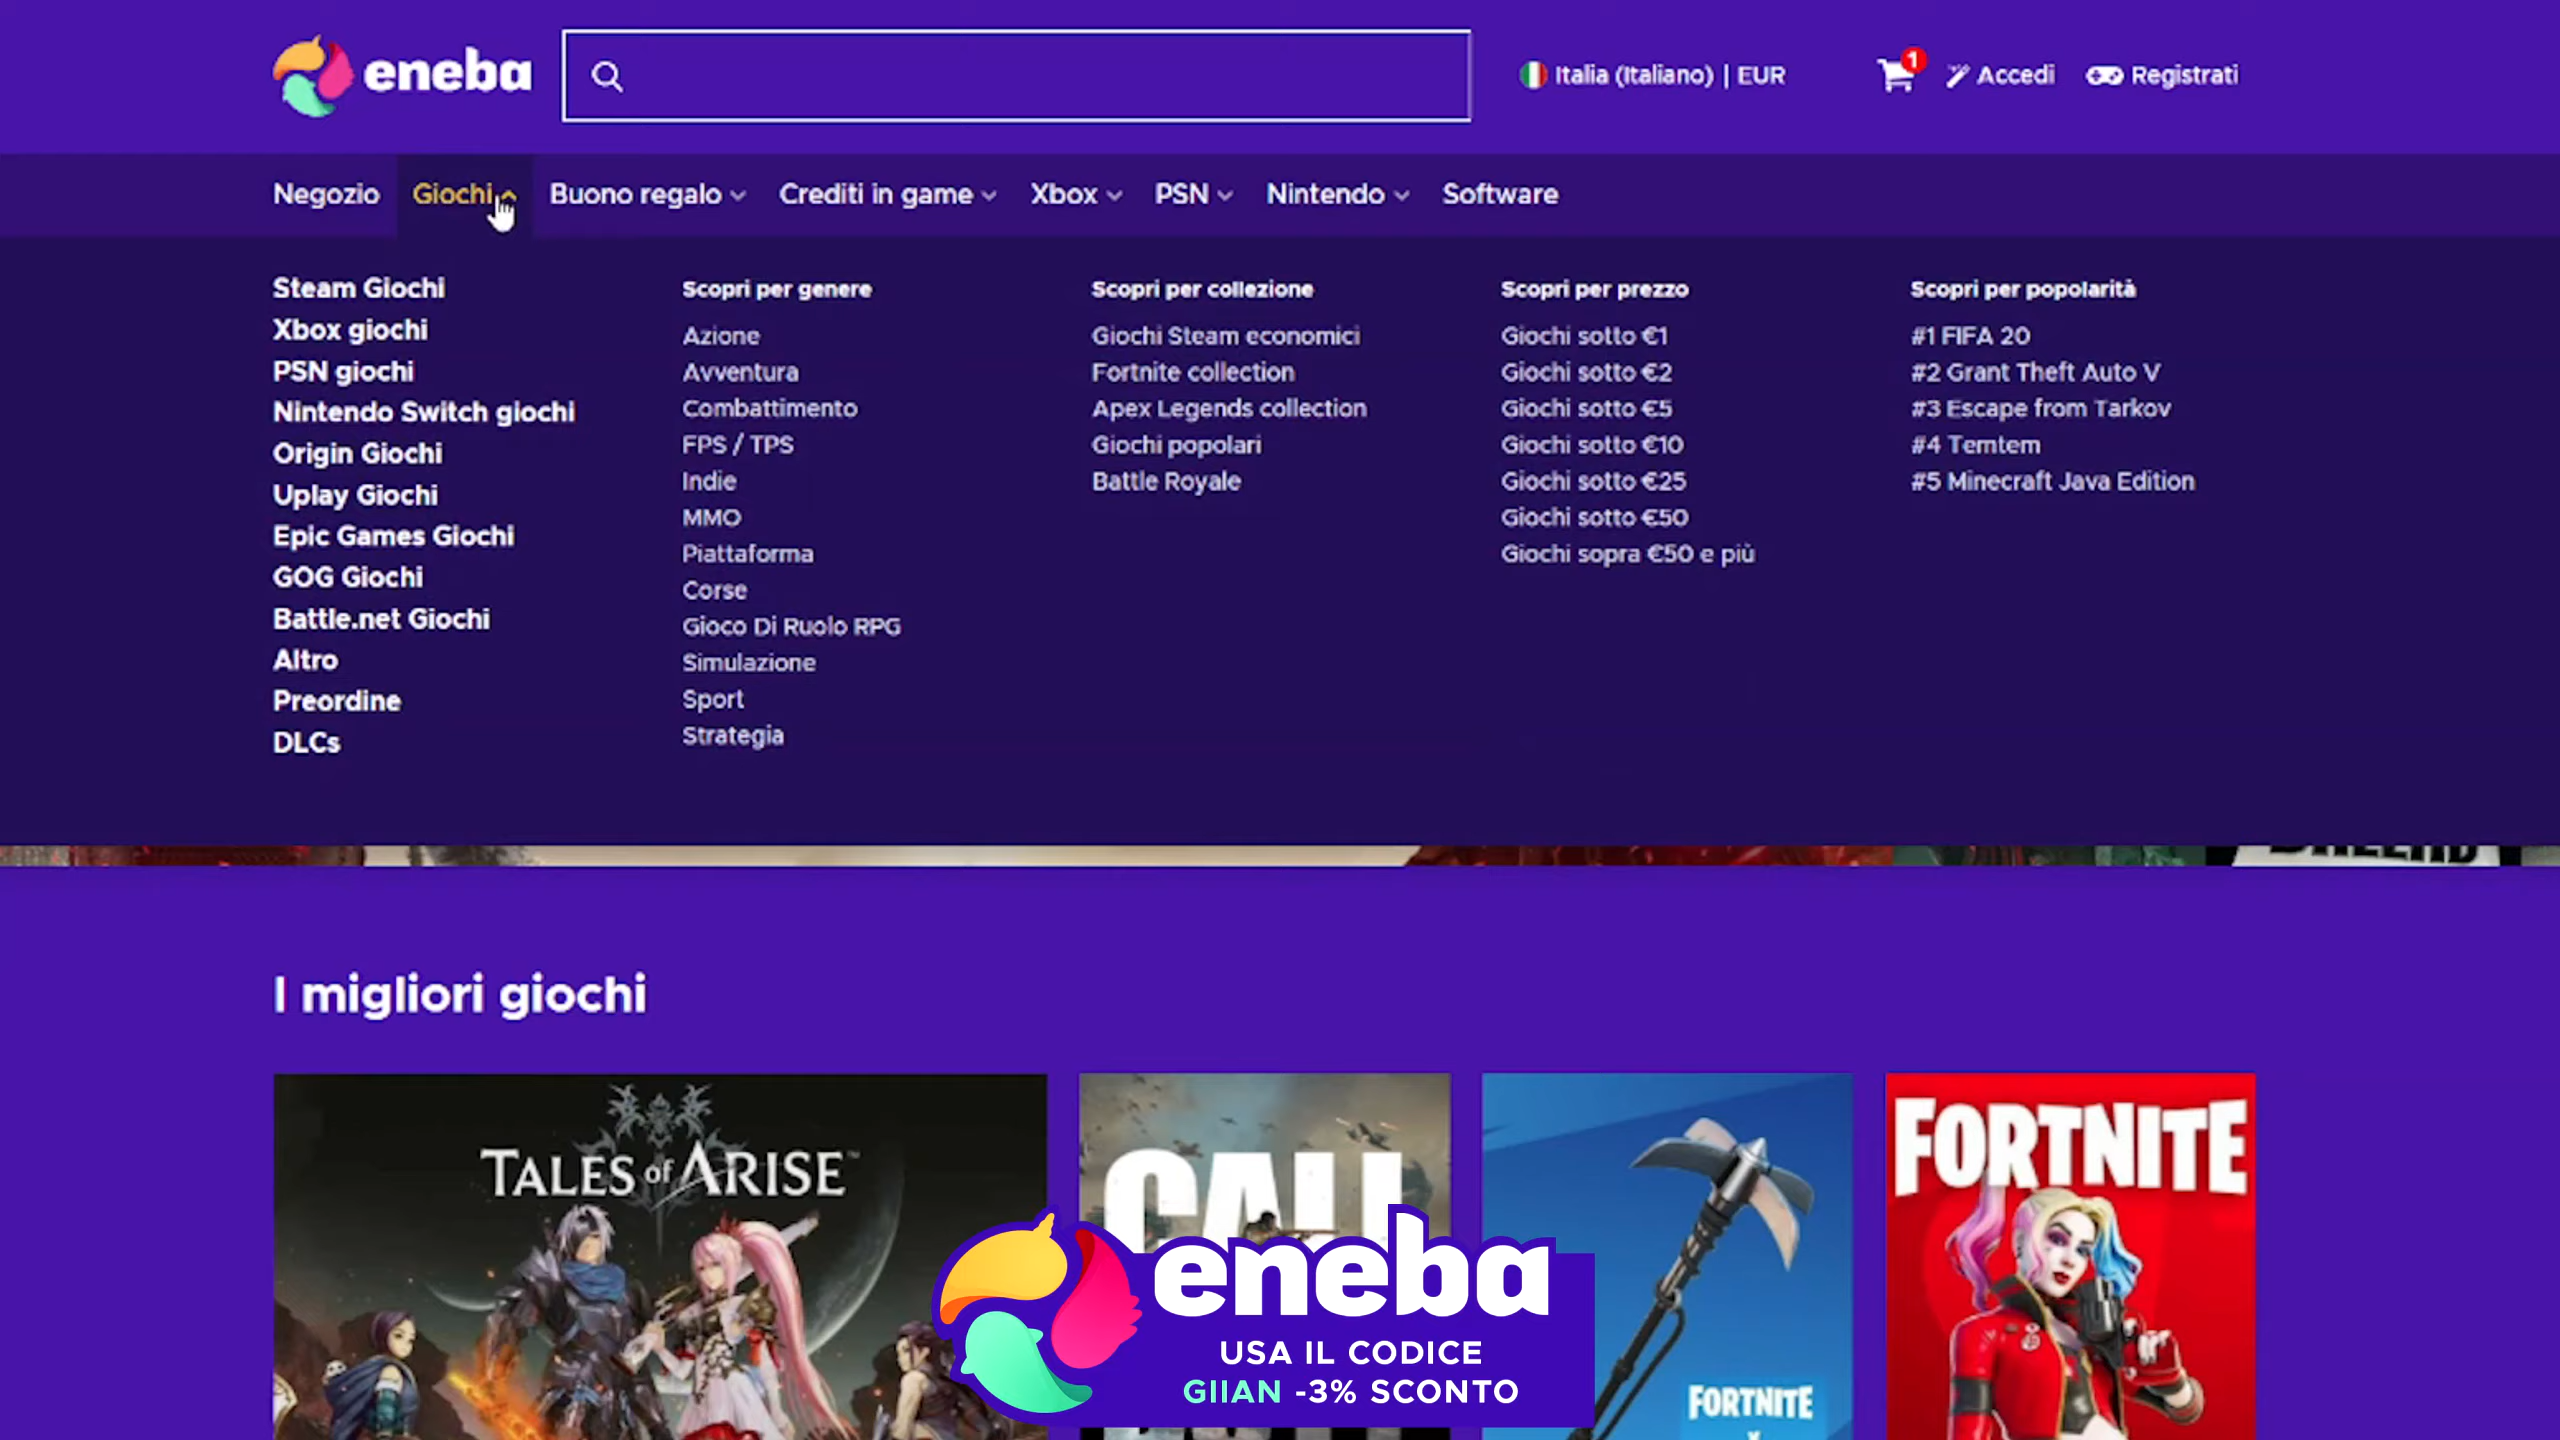 eneba
Italia (Italiano) | EUR
1
Accedi
Registrati
Negozio
Giochi
Buono regalo
Crediti in game
Xbox
PSN
Nintendo
Software
Steam Giochi
Xbox giochi
PSN giochi
Nintendo Switch giochi
Origin Giochi
Uplay Giochi
Epic Games Giochi
GOG Giochi
Battle.net Giochi
Altro
Preordine
DLCs
Scopri per genere
Azione
Avventura
Combattimento
FPS / TPS
Indie
MMO
Piattaforma
Corse
Gioco Di Ruolo RPG
Simulazione
Sport
Strategia
Scopri per collezione
Giochi Steam economici
Fortnite collection
Apex Legends collection
Giochi popolari
Battle Royale
Scopri per prezzo
Giochi sotto €1
Giochi sotto €2
Giochi sotto €5
Giochi sotto €10
Giochi sotto €25
Giochi sotto €50
Giochi sopra €50 e più
Scopri per popolarità
#1 FIFA 20
#2 Grant Theft Auto V
#3 Escape from Tarkov
#4 Temtem
#5 Minecraft Java Edition
I migliori giochi
TALES of ARISE™
CALL
FORTNITE
X
FORTNITE
eneba
USA IL CODICE
GIIAN -3% SCONTO